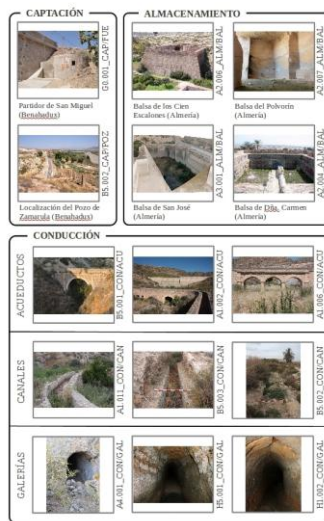 CAPTACIÓN
G0.001_CAP/FUE
Partidor de San Miguel
(Benahadux)
B5.002_CAP/POZ
Localización del Pozo de
Zamarula (Benahadux)
ALMACENAMIENTO
A2.006_ALM/BAL
A2.007_ALM/BAL
Balsa de los Cien
Escalones (Almería)
Balsa del Polvorín
(Almería)
A3.001_ALM/BAL
A2.004_ALM/BAL
Balsa de San José
(Almería)
Balsa de Dña. Carmen
(Almería)
CONDUCCIÓN
ACUEDUCTOS
B5.001_CON/ACU
A1.002_CON/ACU
A1.006_CON/ACU
CANALES
A1.011_CON/CAN
B5.003_CON/CAN
B5.002_CON/CAN
GALERÍAS
A4.001_CON/GAL
H5.001_CON/GAL
H1.002_CON/GAL